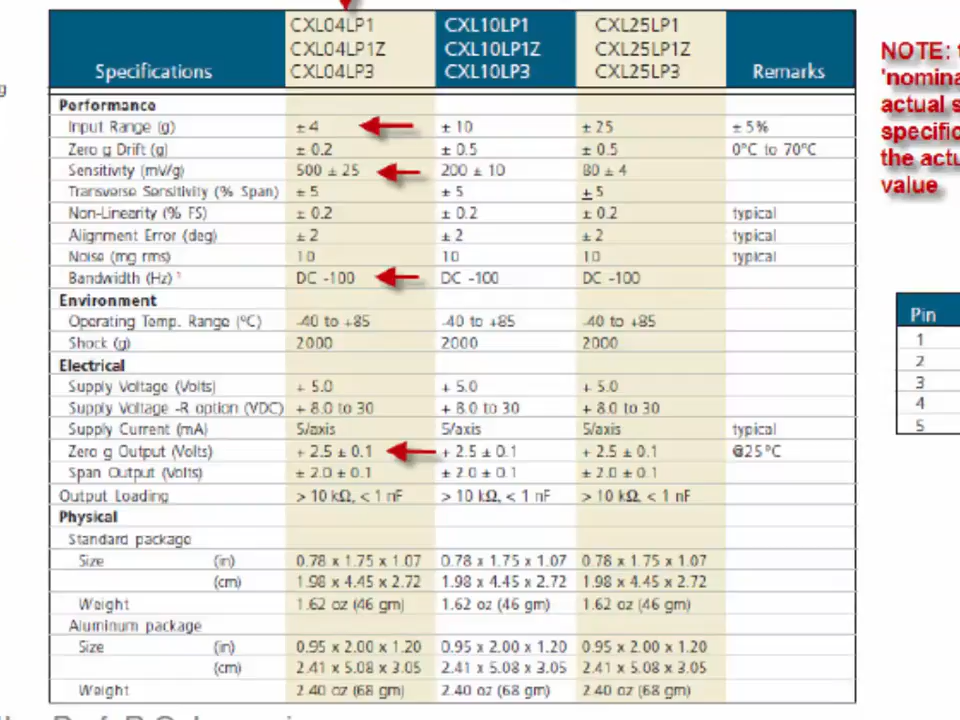 CXL04LP1 CXL10LP1 CXL25LP1
CXL04LP1Z CXL10LP1Z CXL25LP1Z
Specifications CXL04LP3 CXL10LP3 CXL25LP3 Remarks
Performance
Input Range (g) ± 4 ± 10 ± 25 ± 5%
Zero g Drift (g) ± 0.2 ± 0.5 ± 0.5 0°C to 70°C
Sensitivity (mV/g) 500 ± 25 200 ± 10 80 ± 4
Transverse Sensitivity (% Span) ± 5 ± 5 ± 5
Non-Linearity (% FS) ± 0.2 ± 0.2 ± 0.2 typical
Alignment Error (deg) ± 2 ± 2 ± 2 typical
Noise (mg rms) 10 10 10 typical
Bandwidth (Hz) ¹ DC -100 DC -100 DC -100
Environment
Operating Temp. Range (°C) -40 to +85 -40 to +85 -40 to +85
Shock (g) 2000 2000 2000
Electrical
Supply Voltage (Volts) + 5.0 + 5.0 + 5.0
Supply Voltage -R option (VDC) + 8.0 to 30 + 8.0 to 30 + 8.0 to 30
Supply Current (mA) 5/axis 5/axis 5/axis typical
Zero g Output (Volts) + 2.5 ± 0.1 + 2.5 ± 0.1 + 2.5 ± 0.1 @25°C
Span Output (Volts) ± 2.0 ± 0.1 ± 2.0 ± 0.1 ± 2.0 ± 0.1
Output Loading > 10 kΩ, < 1 nF > 10 kΩ, < 1 nF > 10 kΩ, < 1 nF
Physical
Standard package
Size (in) 0.78 x 1.75 x 1.07 0.78 x 1.75 x 1.07 0.78 x 1.75 x 1.07
(cm) 1.98 x 4.45 x 2.72 1.98 x 4.45 x 2.72 1.98 x 4.45 x 2.72
Weight 1.62 oz (46 gm) 1.62 oz (46 gm) 1.62 oz (46 gm)
Aluminum package
Size (in) 0.95 x 2.00 x 1.20 0.95 x 2.00 x 1.20 0.95 x 2.00 x 1.20
(cm) 2.41 x 5.08 x 3.05 2.41 x 5.08 x 3.05 2.41 x 5.08 x 3.05
Weight 2.40 oz (68 gm) 2.40 oz (68 gm) 2.40 oz (68 gm)
NOTE: t
'nomina
actual s
specific
the actu
value
Pin
1
2
3
4
5